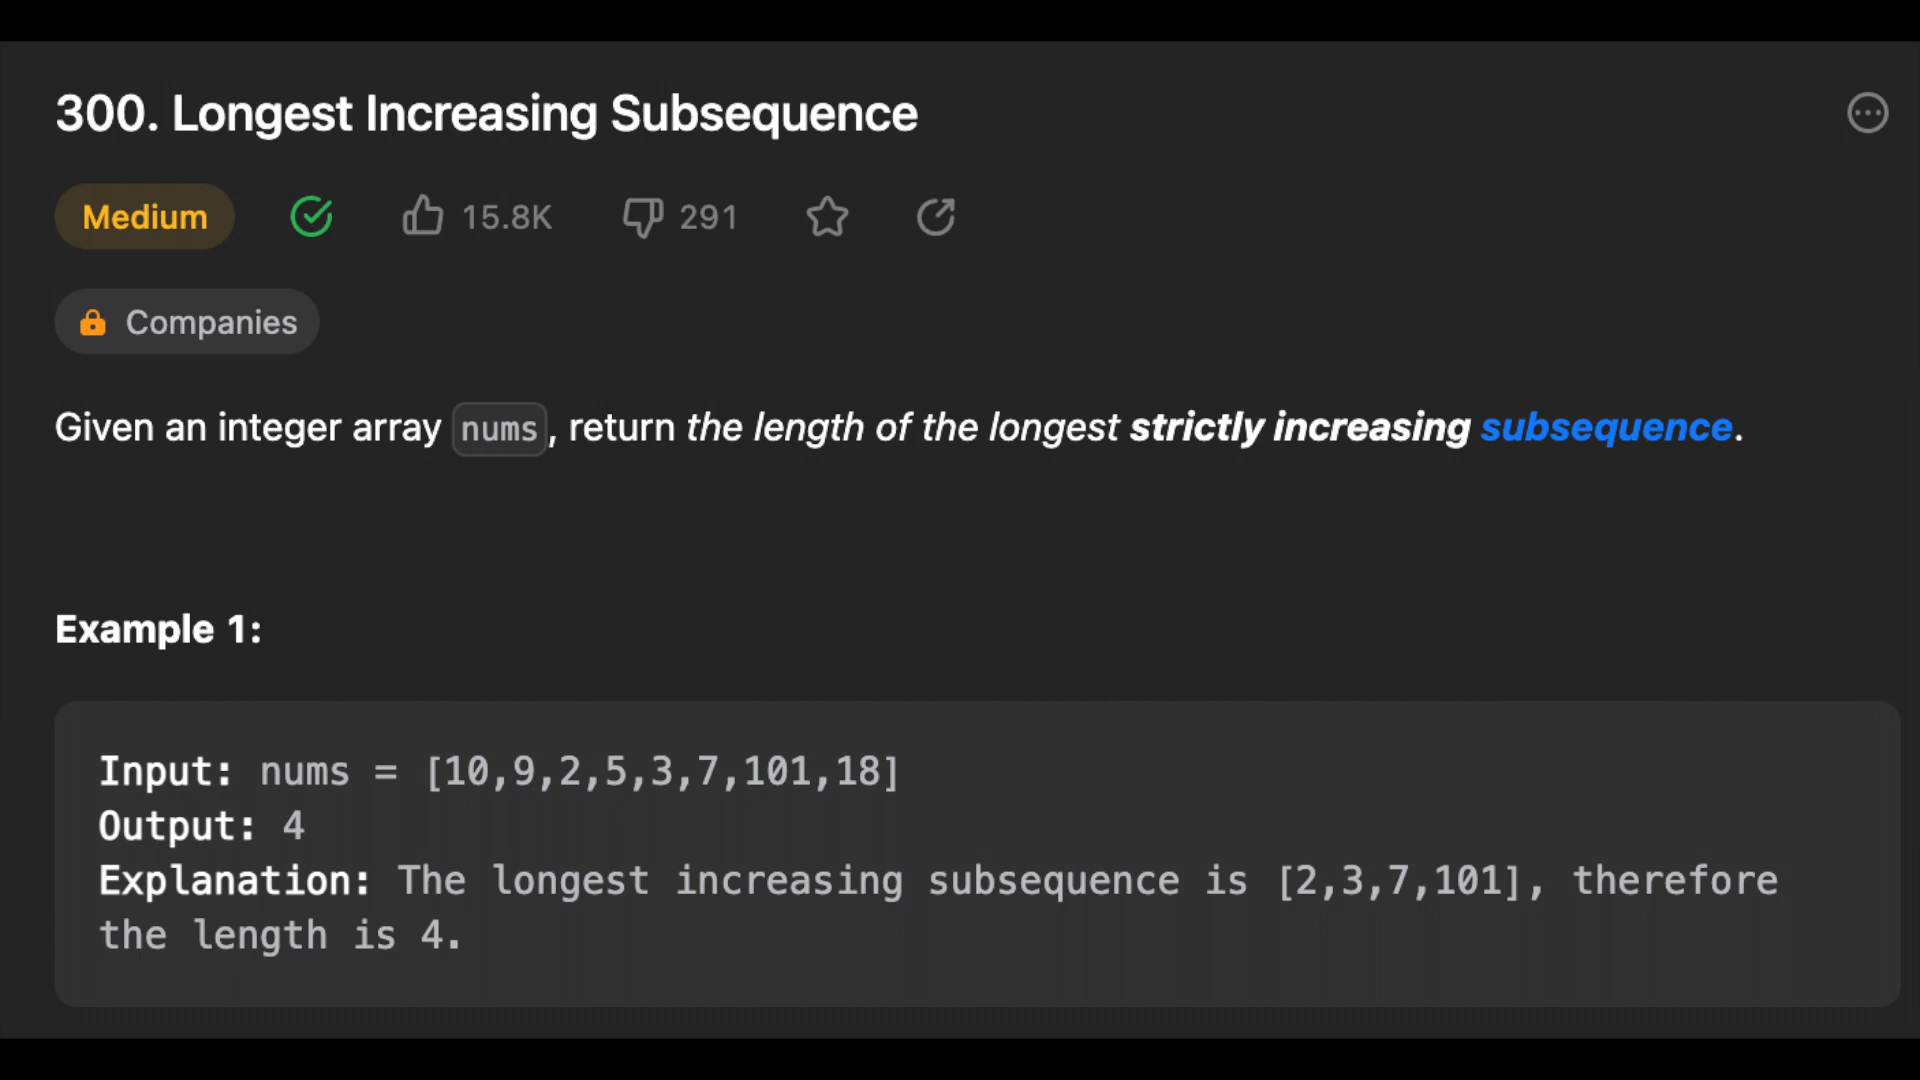 300. Longest Increasing Subsequence
Medium 15.8K 291
Companies
Given an integer array nums, return the length of the longest strictly increasing subsequence.
Example 1:
Input: nums = [10,9,2,5,3,7,101,18]
Output: 4
Explanation: The longest increasing subsequence is [2,3,7,101], therefore
the length is 4.